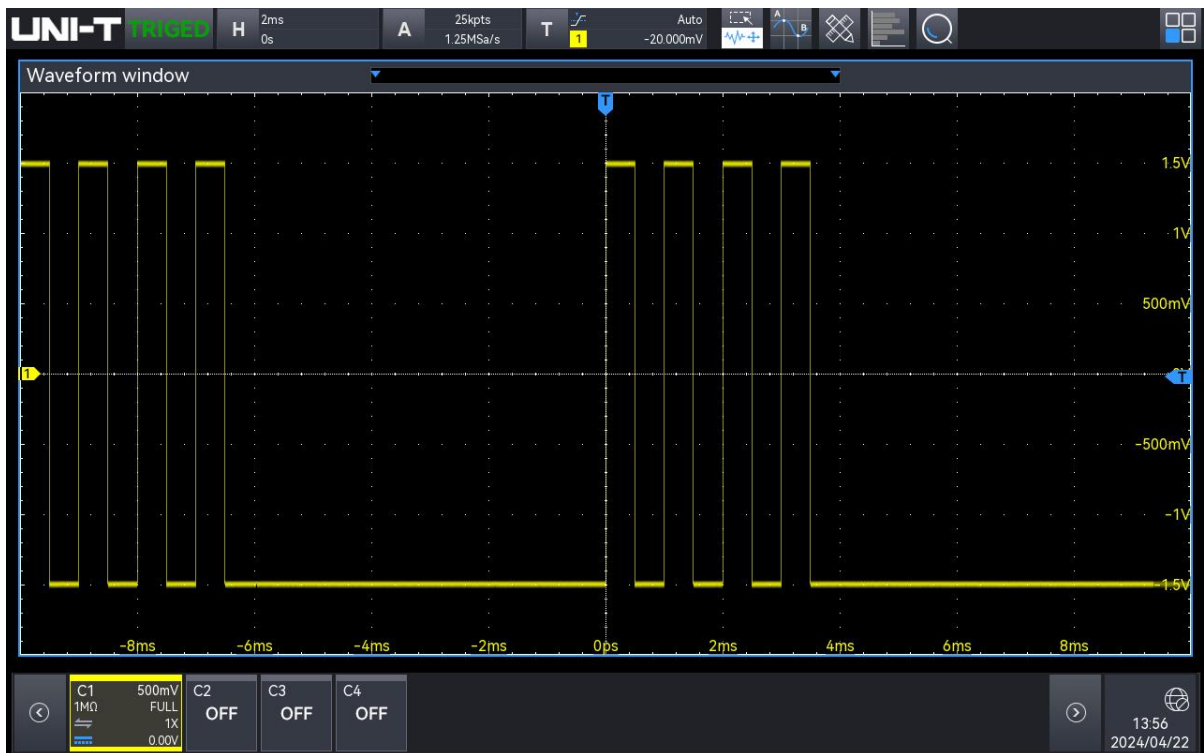 UNI-T TRIGED H 2ms 0s A 25kpts 1.25MSa/s T 1 Auto -20.000mV A B
Waveform window
T
1.5V
1V
500mV
1
T
-500mV
-1V
-1.5V
-8ms -6ms -4ms -2ms 0ps 2ms 4ms 6ms 8ms
C1 500mV C2 C3 C4
1MΩ FULL OFF OFF OFF
1X
0.00V
13:56
2024/04/22